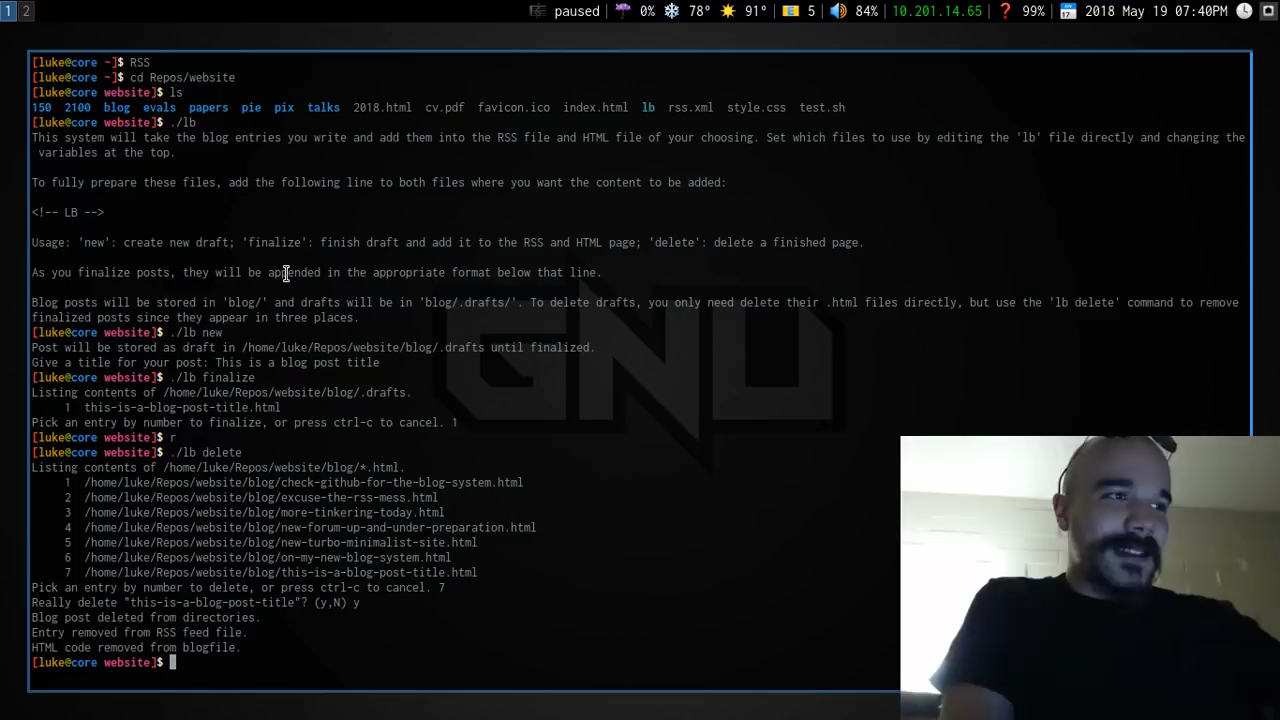 1 2 paused 0% 78° 91° 5 84% 10.201.14.65 99% 2018 May 19 07:40PM
[luke@core ~]$ RSS
[luke@core ~]$ cd Repos/website
[luke@core website]$ ls
150 2100 blog evals papers pie pix talks 2018.html cv.pdf favicon.ico index.html lb rss.xml style.css test.sh
[luke@core website]$ ./lb
This system will take the blog entries you write and add them into the RSS file and HTML file of your choosing. Set which files to use by editing the 'lb' file directly and changing the
variables at the top.
To fully prepare these files, add the following line to both files where you want the content to be added:
<!-- LB -->
Usage: 'new': create new draft; 'finalize': finish draft and add it to the RSS and HTML page; 'delete': delete a finished page.
As you finalize posts, they will be appended in the appropriate format below that line.
Blog posts will be stored in 'blog/' and drafts will be in 'blog/.drafts/'. To delete drafts, you only need delete their .html files directly, but use the 'lb delete' command to remove
finalized posts since they appear in three places.
[luke@core website]$ ./lb new
Post will be stored as draft in /home/luke/Repos/website/blog/.drafts until finalized.
Give a title for your post: This is a blog post title
[luke@core website]$ ./lb finalize
Listing contents of /home/luke/Repos/website/blog/.drafts.
1 this-is-a-blog-post-title.html
Pick an entry by number to finalize, or press ctrl-c to cancel. 1
[luke@core website]$ r
[luke@core website]$ ./lb delete
Listing contents of /home/luke/Repos/website/blog/*.html.
1 /home/luke/Repos/website/blog/check-github-for-the-blog-system.html
2 /home/luke/Repos/website/blog/excuse-the-rss-mess.html
3 /home/luke/Repos/website/blog/more-tinkering-today.html
4 /home/luke/Repos/website/blog/new-forum-up-and-under-preparation.html
5 /home/luke/Repos/website/blog/new-turbo-minimalist-site.html
6 /home/luke/Repos/website/blog/on-my-new-blog-system.html
7 /home/luke/Repos/website/blog/this-is-a-blog-post-title.html
Pick an entry by number to delete, or press ctrl-c to cancel. 7
Really delete "this-is-a-blog-post-title"? (y,N) y
Blog post deleted from directories.
Entry removed from RSS feed file.
HTML code removed from blogfile.
[luke@core website]$
GNU